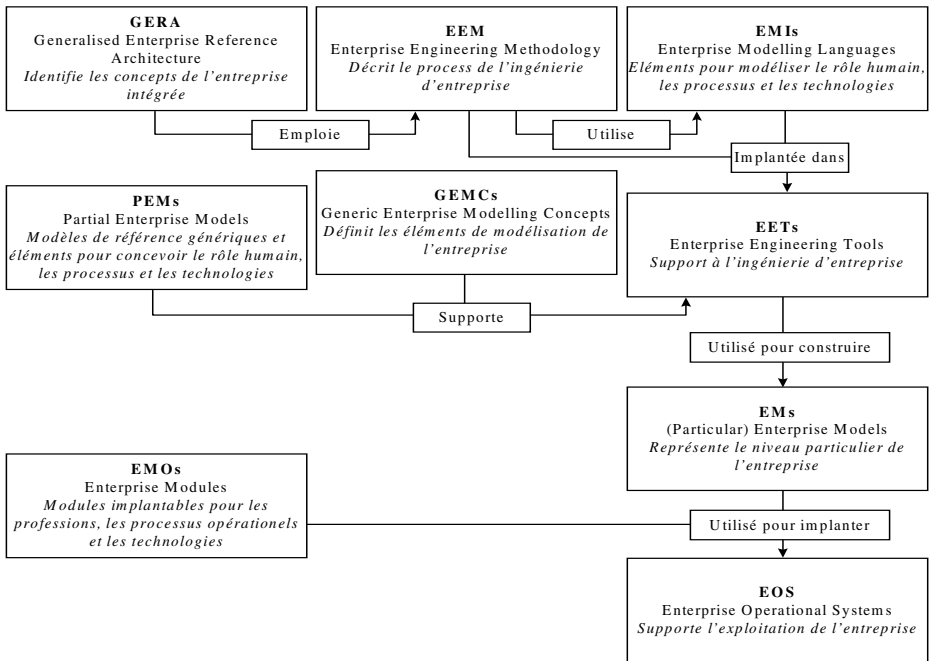 GERA
Generalised Enterprise Reference
Architecture
Identifie les concepts de l'entreprise
intégrée
EEM
Enterprise Engineering Methodology
Décrit le process de l'ingénierie
d'entreprise
EMIs
Enterprise Modelling Languages
Eléments pour modéliser le rôle humain,
les processus et les technologies
Emploie
Utilise
Implantée dans
PEMs
Partial Enterprise Models
Modèles de référence génériques et
éléments pour concevoir le rôle humain,
les processus et les technologies
GEMCs
Generic Enterprise Modelling Concepts
Définit les éléments de modélisation de
l'entreprise
EETs
Enterprise Engineering Tools
Support à l'ingénierie d'entreprise
Supporte
Utilisé pour construire
EMs
(Particular) Enterprise Models
Représente le niveau particulier de
l'entreprise
EMOs
Enterprise Modules
Modules implantables pour les
professions, les processus opérationels
et les technologies
Utilisé pour implanter
EOS
Enterprise Operational Systems
Supporte l'exploitation de l'entreprise